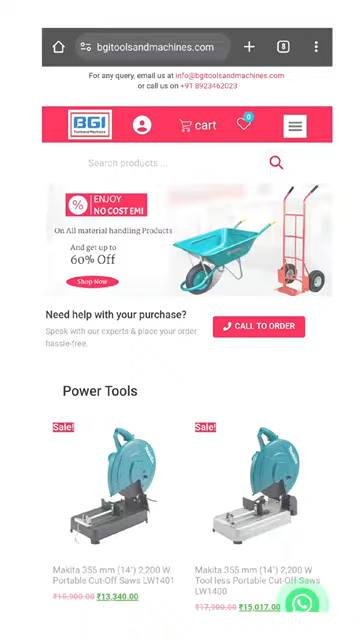 bgitoolsandmachines.com
8
For any query, email us at info@bgitoolsandmachines.com
or call us on +91 8923462023
BGI
Tools and Machines
cart
0
Search products ...
%
ENJOY
NO COST EMI
On All material handling Products
And get up to
60% Off
Shop Now
Need help with your purchase?
Speak with our experts & place your order
hassle-free.
CALL TO ORDER
Power Tools
Sale!
Sale!
Makita 355 mm (14") 2,200 W
Portable Cut-Off Saws LW1401
₹13,340.00
Makita 355 mm (14") 2,200 W
Tool less Portable Cut-Off Saws
LW1400
₹17,900.00 ₹15,017.00